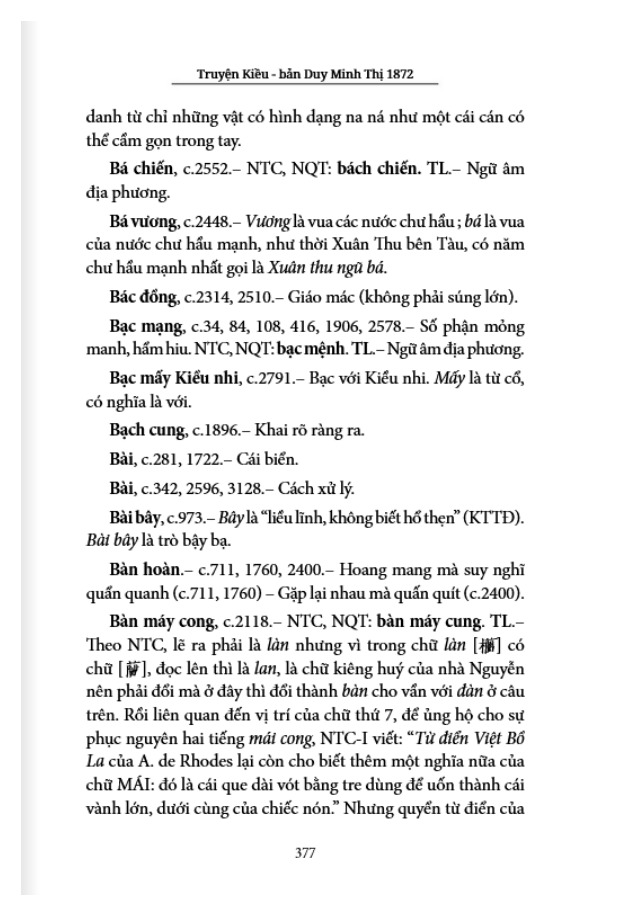 Truyện Kiều - bản Duy Minh Thị 1872
danh từ chỉ những vật có hình dạng na ná như một cái cán có
thể cầm gọn trong tay.
Bá chiến, c.2552.– NTC, NQT: bách chiến. TL.– Ngữ âm
địa phương.
Bá vương, c.2448.– Vương là vua các nước chư hầu ; bá là vua
của nước chư hầu mạnh, như thời Xuân Thu bên Tàu, có năm
chư hầu mạnh nhất gọi là Xuân thu ngũ bá.
Bác đồng, c.2314, 2510.– Giáo mác (không phải súng lớn).
Bạc mạng, c.34, 84, 108, 416, 1906, 2578.– Số phận mỏng
manh, hẩm hiu. NTC, NQT: bạc mệnh. TL.– Ngữ âm địa phương.
Bạc mấy Kiều nhi, c.2791.– Bạc với Kiều nhi. Mấy là từ cổ,
có nghĩa là với.
Bạch cung, c.1896.– Khai rõ ràng ra.
Bài, c.281, 1722.– Cái biển.
Bài, c.342, 2596, 3128.– Cách xử lý.
Bài bây, c.973.– Bây là “liều lĩnh, không biết hổ thẹn” (KTTĐ).
Bài bây là trò bậy bạ.
Bàn hoàn.– c.711, 1760, 2400.– Hoang mang mà suy nghĩ
quẩn quanh (c.711, 1760) – Gặp lại nhau mà quấn quít (c.2400).
Bàn máy cong, c.2118.– NTC, NQT: bàn máy cung. TL.–
Theo NTC, lẽ ra phải là làn nhưng vì trong chữ làn [] có
chữ [], đọc lên thì là lan, là chữ kiêng huý của nhà Nguyễn
nên phải đổi mà ở đây thì đổi thành bàn cho vần với đàn ở câu
trên. Rồi liên quan đến vị trí của chữ thứ 7, để ủng hộ cho sự
phục nguyên hai tiếng mái cong, NTC-I viết: “Từ điển Việt Bồ
La của A. de Rhodes lại còn cho biết thêm một nghĩa nữa của
chữ MÁI: đó là cái que dài vót bằng tre dùng để uốn thành cái
vành lớn, dưới cùng của chiếc nón.” Nhưng quyển từ điển của
377